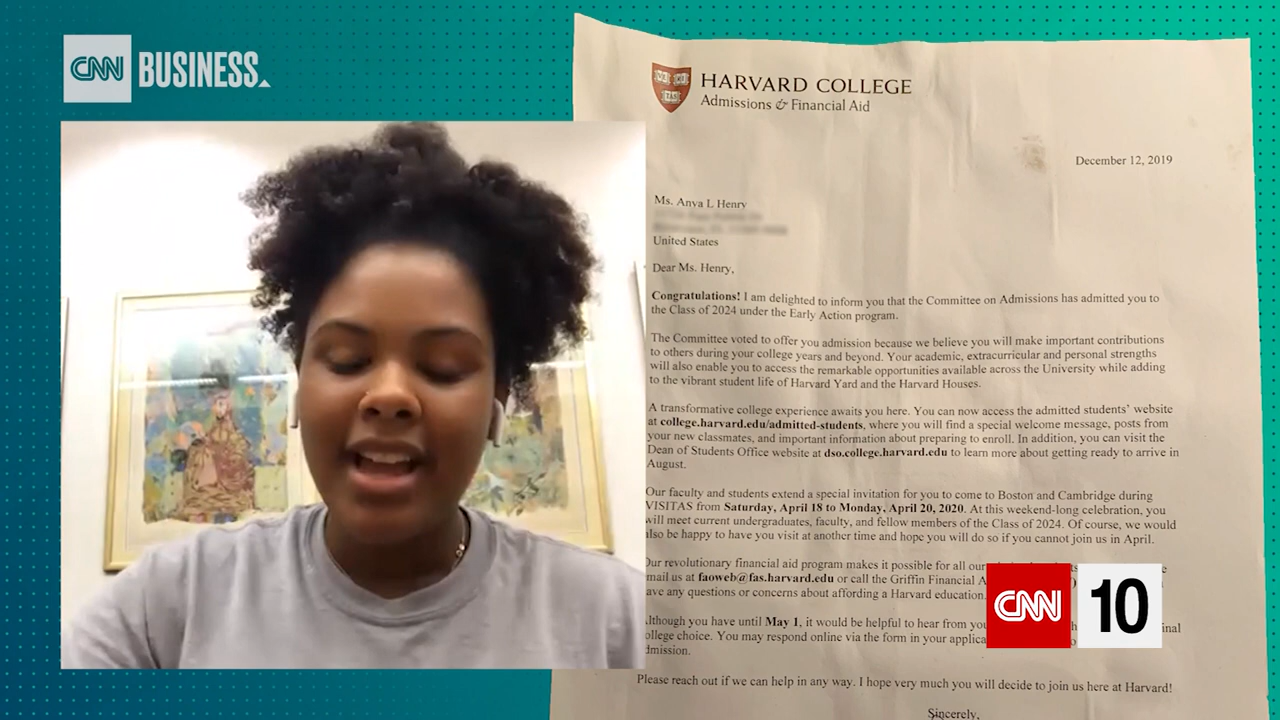 CNN BUSINESS
HARVARD COLLEGE
Admissions & Financial Aid
December 12, 2019
Ms. Anya L Henry
United States
Dear Ms. Henry,
Congratulations! I am delighted to inform you that the Committee on Admissions has admitted you to
the Class of 2024 under the Early Action program.
The Committee voted to offer you admission because we believe you will make important contributions
to others during your college years and beyond. Your academic, extracurricular and personal strengths
will also enable you to access the remarkable opportunities available across the University while adding
to the vibrant student life of Harvard Yard and the Harvard Houses.
A transformative college experience awaits you here. You can now access the admitted students' website
at college.harvard.edu/admitted-students, where you will find a special welcome message, posts from
your new classmates, and important information about preparing to enroll. In addition, you can visit the
Dean of Students Office website at dso.college.harvard.edu to learn more about getting ready to arrive in
August.
Our faculty and students extend a special invitation for you to come to Boston and Cambridge during
VISITAS from Saturday, April 18 to Monday, April 20, 2020. At this weekend-long celebration, you
will meet current undergraduates, faculty, and fellow members of the Class of 2024. Of course, we would
also be happy to have you visit at another time and hope you will do so if you cannot join us in April.
Our revolutionary financial aid program makes it possible for all our
mail us at faoweb@fas.harvard.edu or call the Griffin Financial
ave any questions or concerns about affording a Harvard education.
Although you have until May 1, it would be helpful to hear from you
ollege choice. You may respond online via the form in your
dmission.
CNN 10
Please reach out if we can help in any way. I hope very much you will decide to join us here at Harvard!
Sincerely,